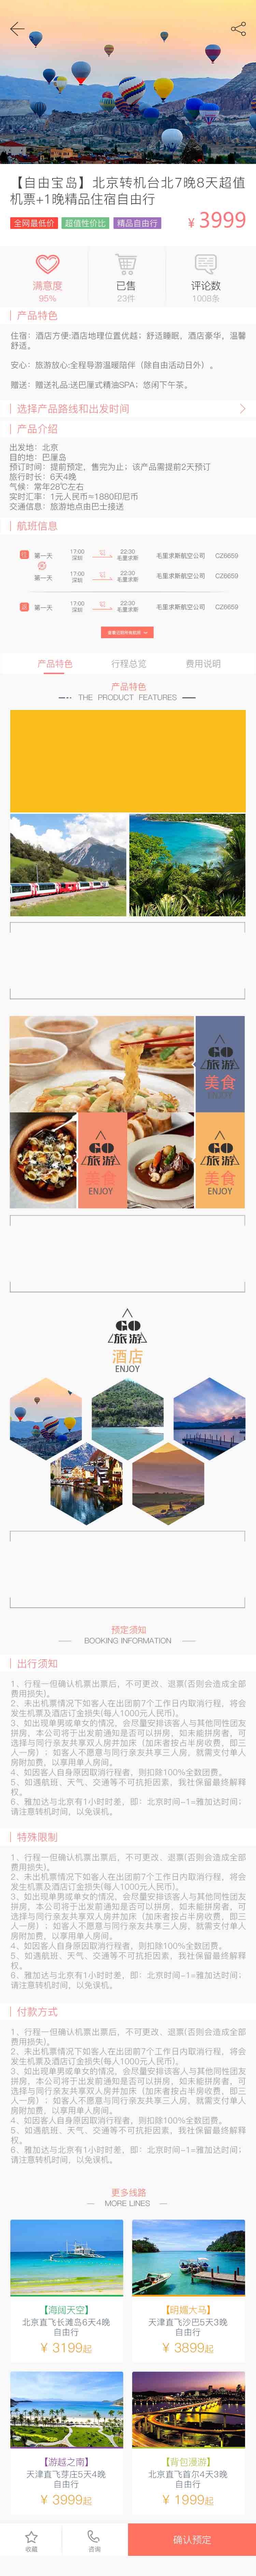 【自由宝岛】北京转机台北7晚8天超值
机票+1晚精品住宿自由行
全网最低价 超值性价比 精品自由行 ¥ 3999
满意度 已售 评论数
95% 23件 1008条
产品特色
住宿：酒店方便;酒店地理位置优越；舒适睡眠，酒店豪华，温馨
舒适。
安心：旅游放心:全程导游温暖陪伴（除自由活动日外）。
赠送：赠送礼品:送巴厘式精油SPA；悠闲下午茶。
选择产品路线和出发时间
产品介绍
出发地：北京
目的地：巴厘岛
预订时间：提前预定，售完为止；该产品需提前2天预订
旅行时长：6天4晚
气候：常年28℃左右
实时汇率：1元人民币≈1880印尼币
交通信息：旅游地点由巴士接送
航班信息
第一天 17:00 深圳 22:30 毛里求斯 毛里求斯航空公司 CZ6659
第一天 17:00 深圳 22:30 毛里求斯 毛里求斯航空公司 CZ6659
第一天 17:00 深圳 22:30 毛里求斯 毛里求斯航空公司 CZ6659
产品特色 行程总览 费用说明
产品特色
THE PRODUCT FEATURES
GO
旅游
美食
ENJOY
GO
旅游
美食
ENJOY
GO
旅游
美食
ENJOY
GO
旅游
酒店
ENJOY
预定须知
BOOKING INFORMATION
出行须知
1、行程一但确认机票出票后，不可更改、退票(否则会造成全部
费用损失)。
2、未出机票情况下如客人在出团前7个工作日内取消行程，将会
发生机票及酒店订金损失(每人1000元人民币)。
3、如出现单男或单女的情况，会尽量安排该客人与其他同性团友
拼房，本公司将于出发前通知是否可以拼房，如未能拼房者，可
选择与同行亲友共享双人房并加床（加床者按占半房收费，即三
人一房）；如客人不愿意与同行亲友共享三人房，就需支付单人
房附加费，以享用单人房间。
4、如因客人自身原因取消行程者，则扣除100%全数团费。
5、如遇航班、天气、交通等不可抗拒因素，我社保留最终解释
权。
6、雅加达与北京有1小时时差，即：北京时间-1=雅加达时间；
请注意转机时间，以免误机。
特殊限制
1、行程一但确认机票出票后，不可更改、退票(否则会造成全部
费用损失)。
2、未出机票情况下如客人在出团前7个工作日内取消行程，将会
发生机票及酒店订金损失(每人1000元人民币)。
3、如出现单男或单女的情况，会尽量安排该客人与其他同性团友
拼房，本公司将于出发前通知是否可以拼房，如未能拼房者，可
选择与同行亲友共享双人房并加床（加床者按占半房收费，即三
人一房）；如客人不愿意与同行亲友共享三人房，就需支付单人
房附加费，以享用单人房间。
4、如因客人自身原因取消行程者，则扣除100%全数团费。
5、如遇航班、天气、交通等不可抗拒因素，我社保留最终解释
权。
6、雅加达与北京有1小时时差，即：北京时间-1=雅加达时间；
请注意转机时间，以免误机。
付款方式
1、行程一但确认机票出票后，不可更改、退票(否则会造成全部
费用损失)。
2、未出机票情况下如客人在出团前7个工作日内取消行程，将会
发生机票及酒店订金损失(每人1000元人民币)。
3、如出现单男或单女的情况，会尽量安排该客人与其他同性团友
拼房，本公司将于出发前通知是否可以拼房，如未能拼房者，可
选择与同行亲友共享双人房并加床（加床者按占半房收费，即三
人一房）；如客人不愿意与同行亲友共享三人房，就需支付单人
房附加费，以享用单人房间。
4、如因客人自身原因取消行程者，则扣除100%全数团费。
5、如遇航班、天气、交通等不可抗拒因素，我社保留最终解释
权。
6、雅加达与北京有1小时时差，即：北京时间-1=雅加达时间；
请注意转机时间，以免误机。
更多线路
MORE LINES
【海阔天空】
北京直飞长滩岛6天4晚
自由行
¥ 3199起
【明媚大马】
天津直飞沙巴5天3晚
自由行
¥ 3899起
【游越之南】
天津直飞芽庄5天4晚
自由行
¥ 3999起
【背包漫游】
北京直飞首尔4天3晚
自由行
¥ 1999起
收藏 咨询 确认预定